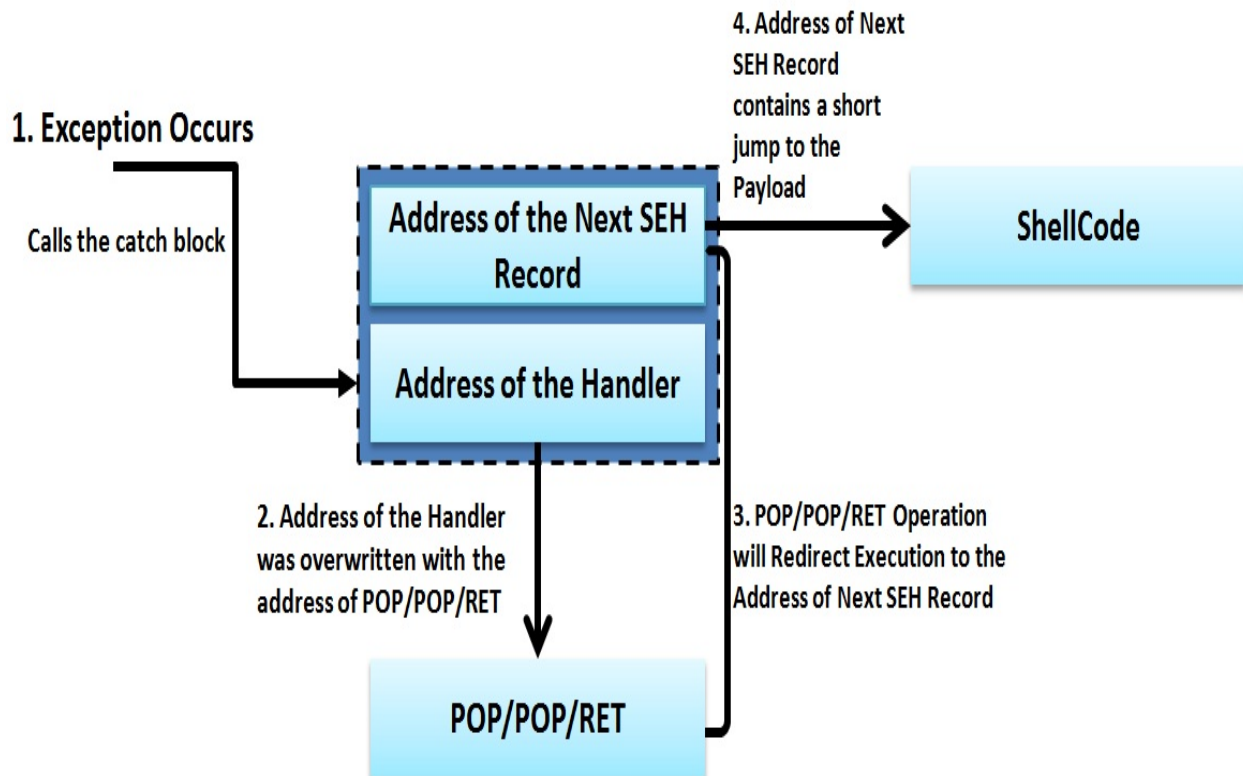 1. Exception Occurs
Calls the catch block
Address of the Next SEH
Record
Address of the Handler
4. Address of Next
SEH Record
contains a short
jump to the
Payload
ShellCode
2. Address of the Handler
was overwritten with the
address of POP/POP/RET
3. POP/POP/RET Operation
will Redirect Execution to the
Address of Next SEH Record
POP/POP/RET